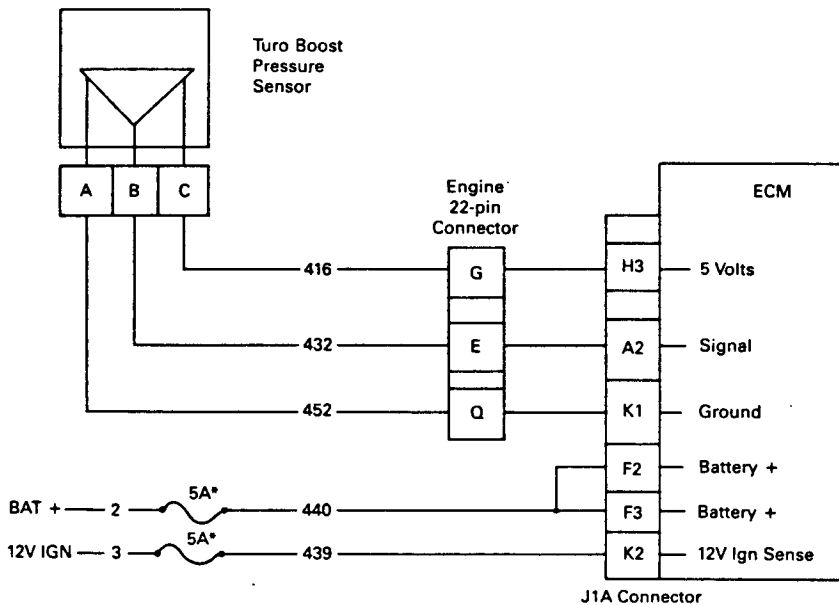 Turo Boost
Pressure
Sensor
A B C
Engine
22-pin
Connector
ECM
416 G H3 5 Volts
432 E A2 Signal
452 Q K1 Ground
F2 Battery +
BAT + 2 5A* 440 F3 Battery +
12V IGN 3 5A* 439 K2 12V Ign Sense
J1A Connector